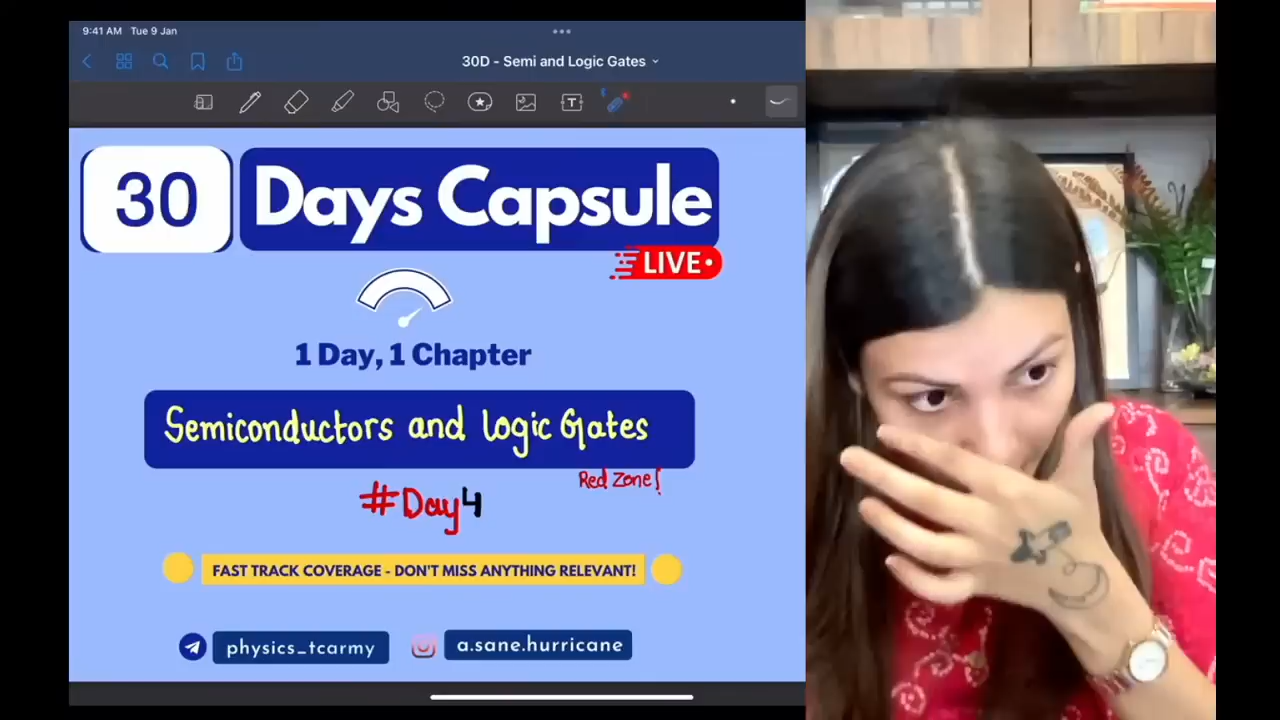 9:41 AM Tue 9 Jan
30D - Semi and Logic Gates
T
30 Days Capsule
LIVE
1 Day, 1 Chapter
Semiconductors and Logic Gates
Red Zone!
#Day4
FAST TRACK COVERAGE - DON'T MISS ANYTHING RELEVANT!
physics_tcarmy
a.sane.hurricane